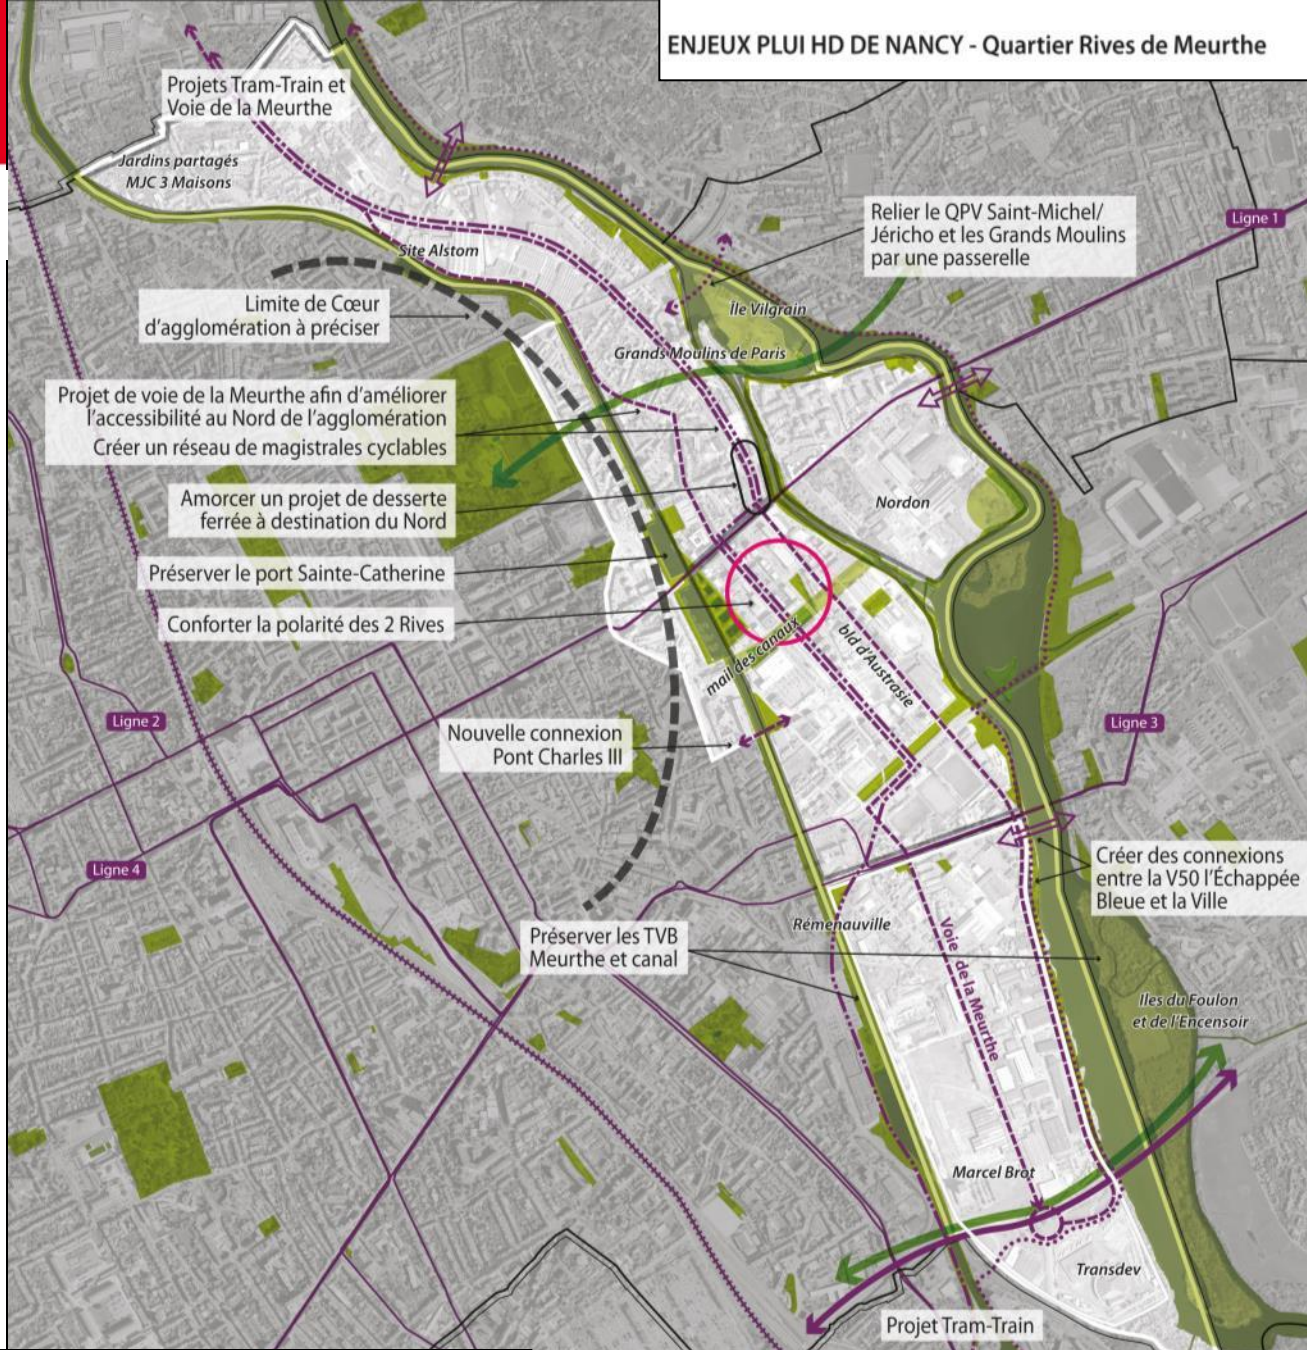 ENJEUX PLUI HD DE NANCY - Quartier Rives de Meurthe
Projets Tram-Train et
Voie de la Meurthe
Jardins partagés
MJC 3 Maisons
Site Alstom
Relier le QPV Saint-Michel/
Jéricho et les Grands Moulins
par une passerelle
Ligne 1
Limite de Cœur
d'agglomération à préciser
Île Vilgrain
Grands Moulins de Paris
Projet de voie de la Meurthe afin d'améliorer
l'accessibilité au Nord de l'agglomération
Créer un réseau de magistrales cyclables
Amorcer un projet de desserte
ferrée à destination du Nord
Nordon
Préserver le port Sainte-Catherine
Conforter la polarité des 2 Rives
mail des canaux
bld d'Austrasie
Ligne 2
Nouvelle connexion
Pont Charles III
Ligne 3
Ligne 4
Créer des connexions
entre la V50 l'Échappée
Bleue et la Ville
Rémenauville
Préserver les TVB
Meurthe et canal
Voie de la Meurthe
Iles du Foulon
et de l'Encensoir
Marcel Brot
Transdev
Projet Tram-Train